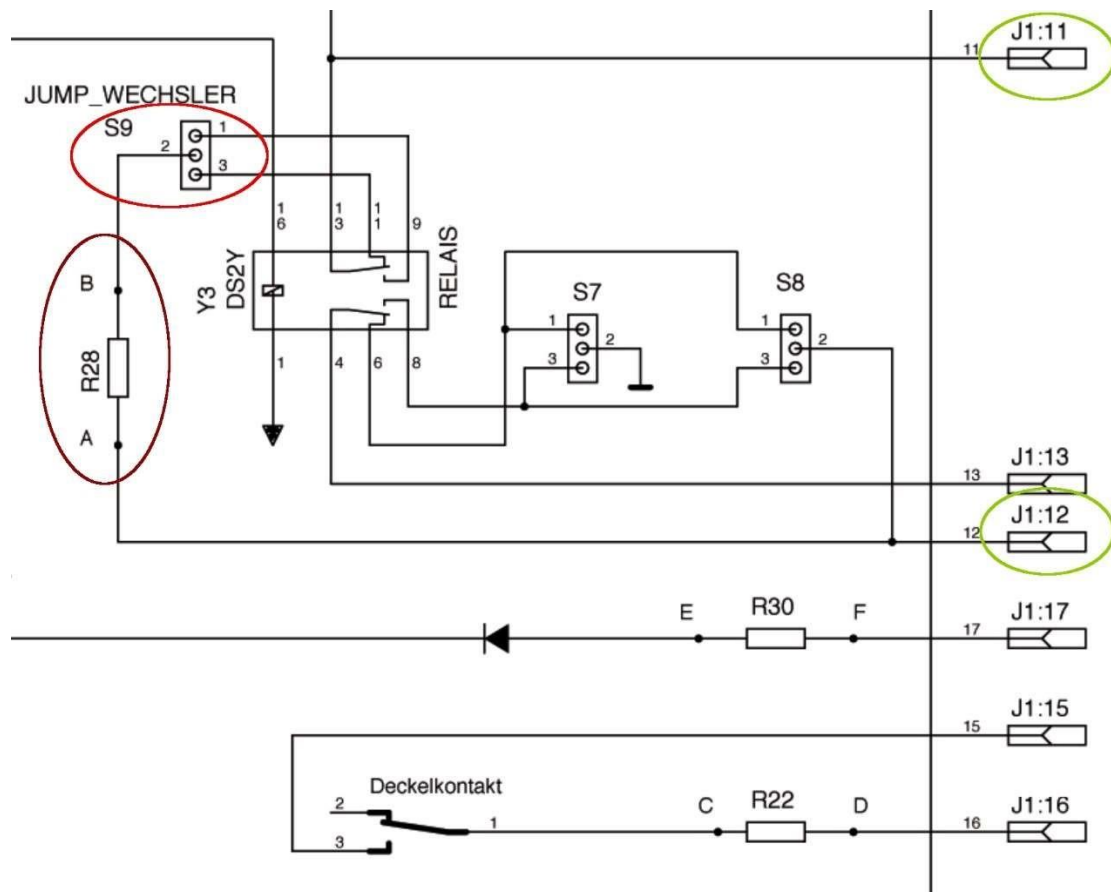 J1:11
11
JUMP_WECHSLER
S9
1
2
3
1
6
1
3
1
1
9
B
Y3
DS2Y
RELAIS
S7
S8
1
2
3
1
2
3
R28
1
4
6
8
A
J1:13
13
J1:12
12
E
R30
F
J1:17
17
J1:15
15
Deckelkontakt
2
3
1
C
R22
D
J1:16
16